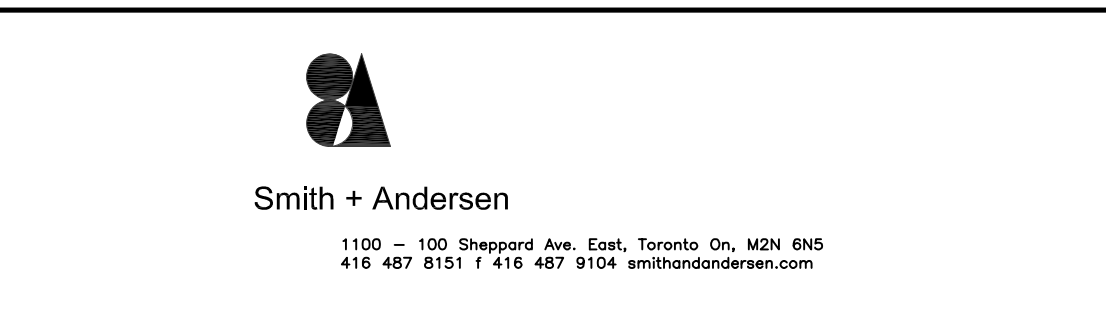 Smith + Andersen
1100 – 100 Sheppard Ave. East, Toronto On, M2N 6N5
416 487 8151 f 416 487 9104 smithandandersen.com